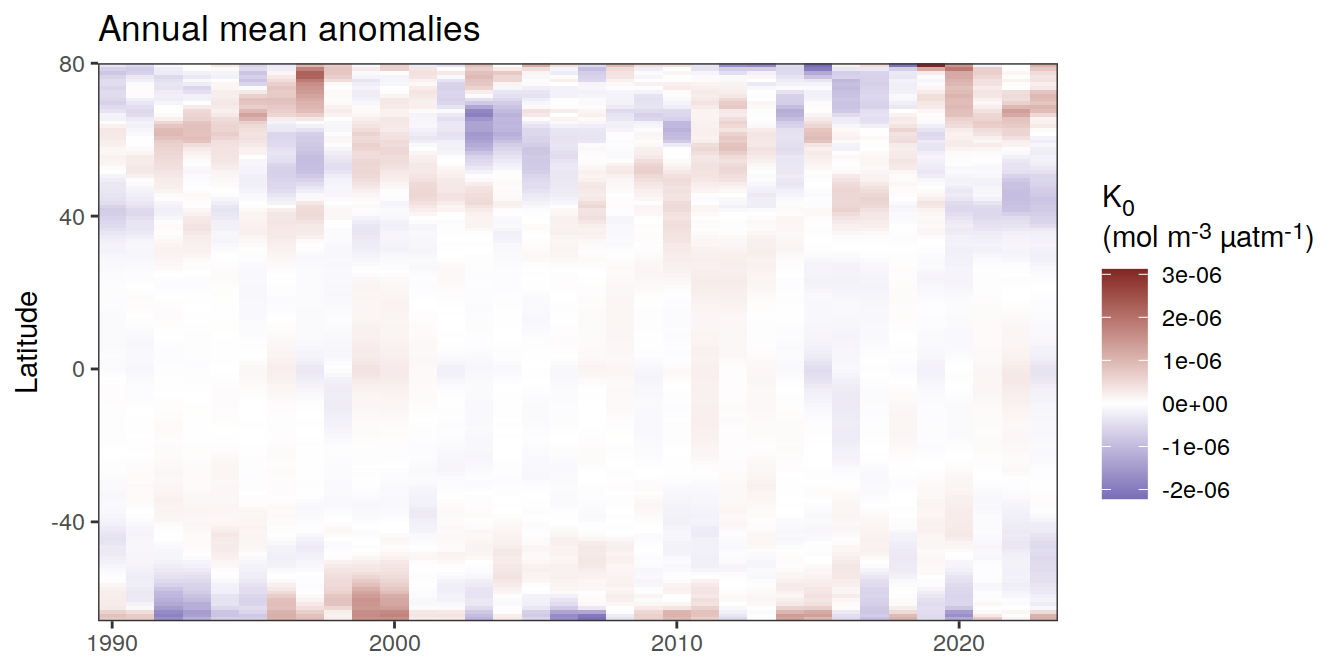 Annual mean anomalies
80
40
0
-40
Latitude
1990
2000
2010
2020
K0
(mol m-3 µatm-1)
3e-06
2e-06
1e-06
0e+00
-1e-06
-2e-06